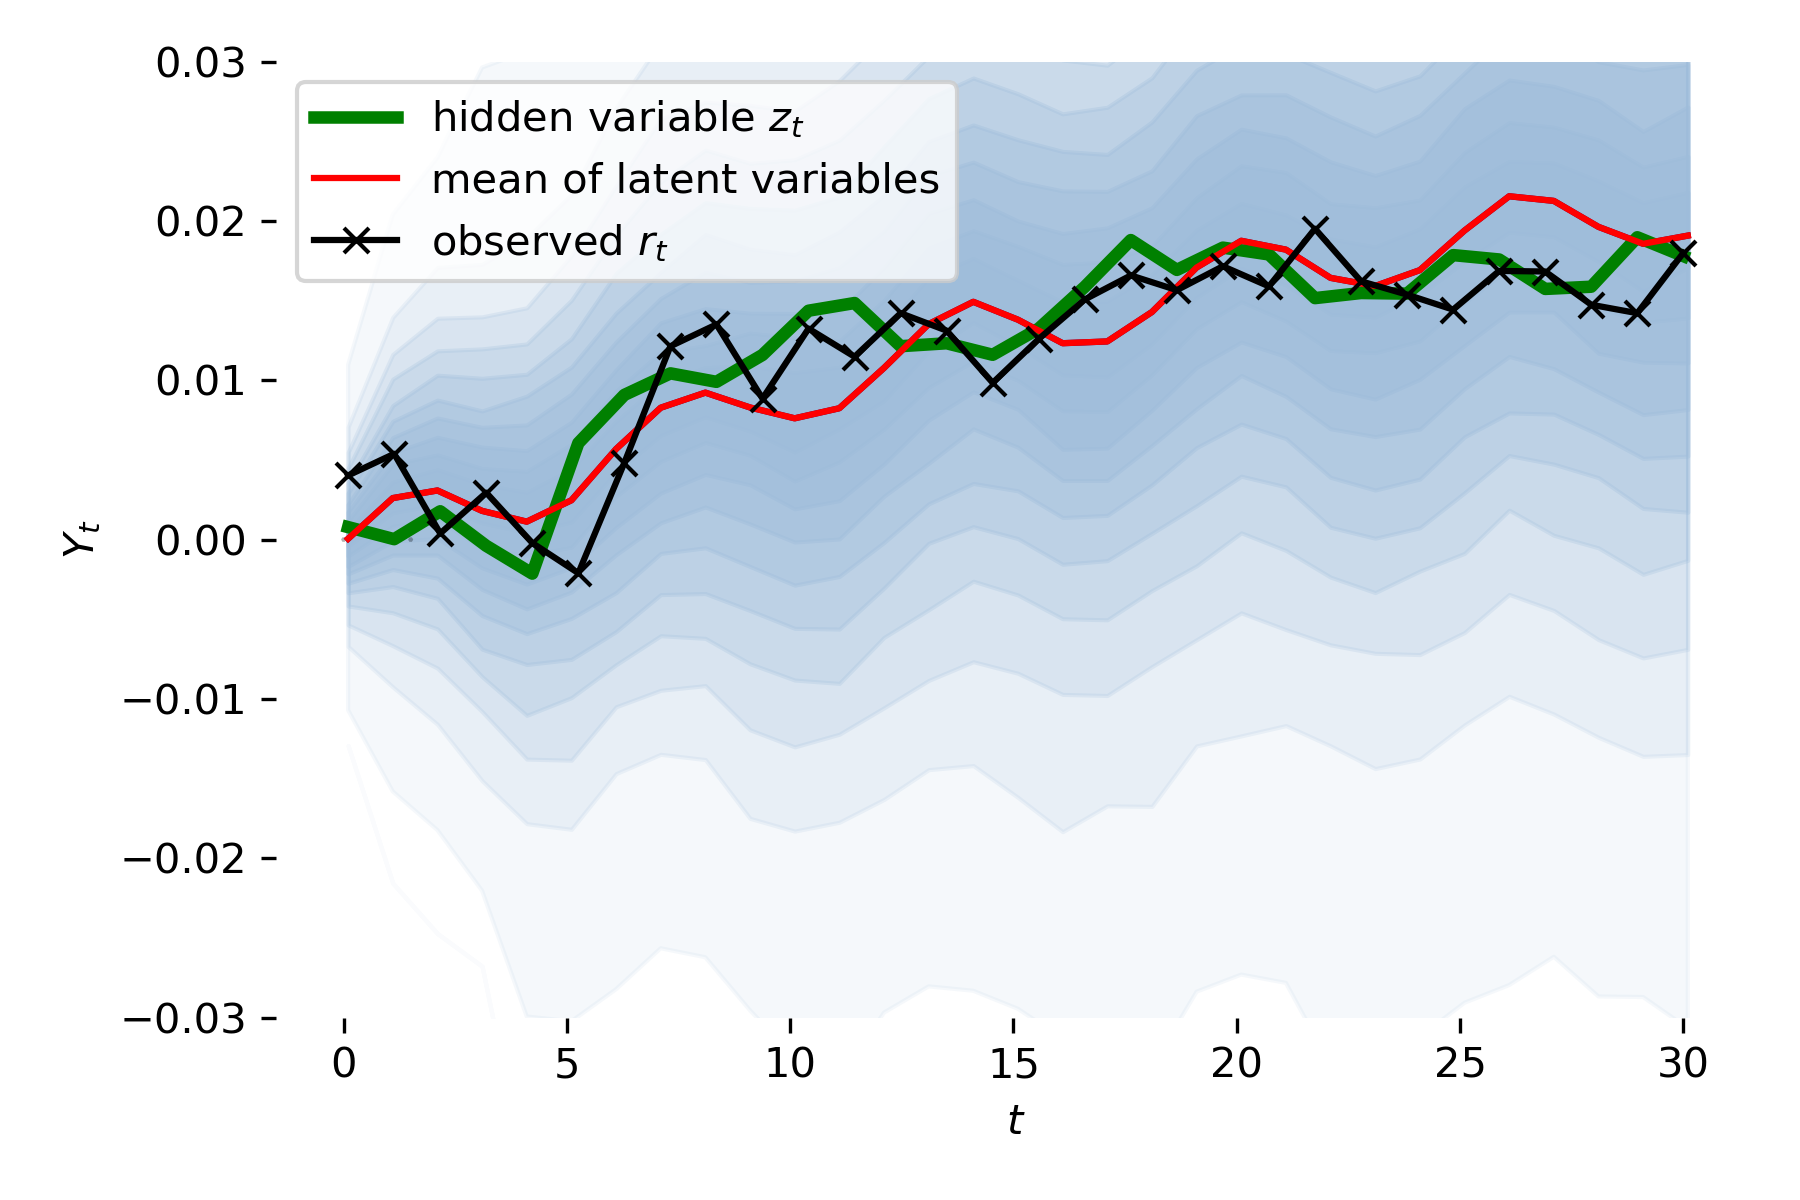 0.03
0.02
0.01
0.00
−0.01
−0.02
−0.03
Y_t
hidden variable z_t
mean of latent variables
observed r_t
0 5 10 15 20 25 30
t